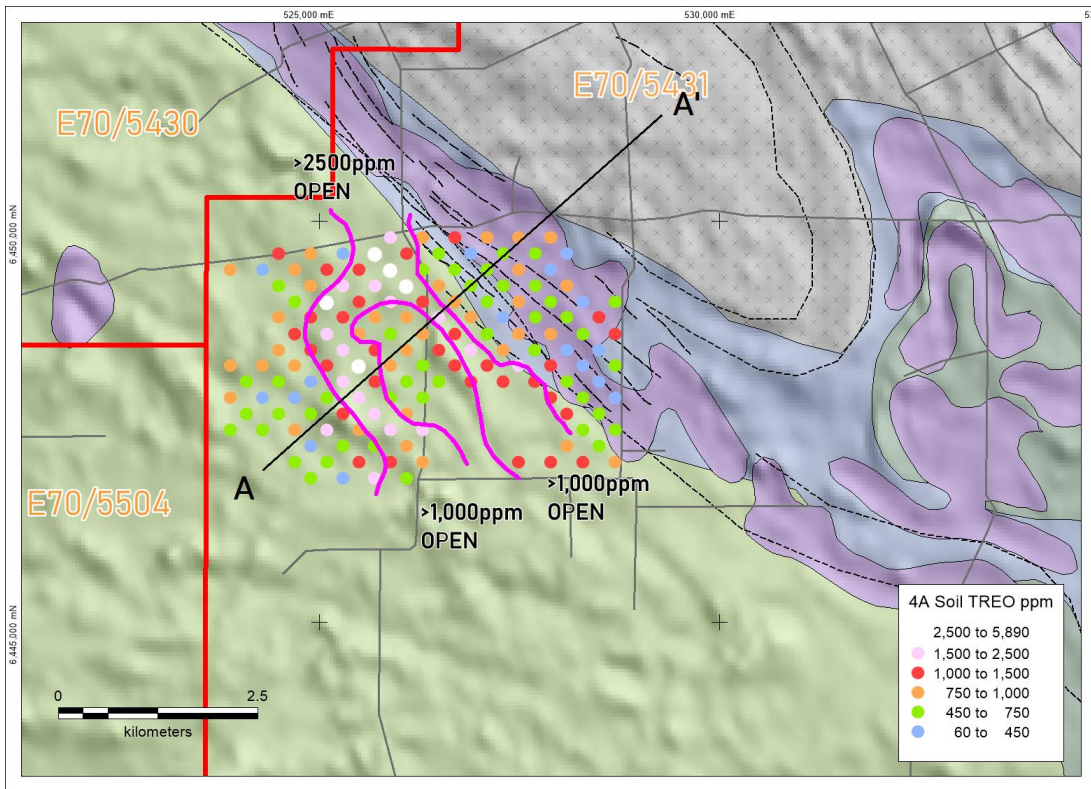 525,000 mE
530,000 mE
53
E70/5430
E70/5431
A'
>2500ppm
OPEN
6,450,000 mN
A
E70/5504
>1,000ppm
OPEN
>1,000ppm
OPEN
6,445,000 mN
0 2.5
kilometers
4A Soil TREO ppm
2,500 to 5,890
1,500 to 2,500
1,000 to 1,500
750 to 1,000
450 to 750
60 to 450